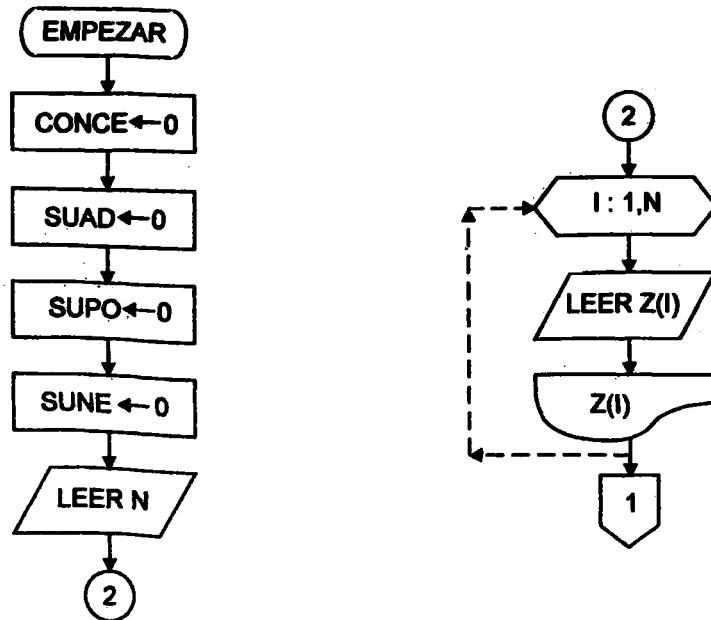 EMPEZAR
CONCE←0
SUAD←0
SUPO←0
SUNE ←0
LEER N
2
2
I : 1,N
LEER Z(I)
Z(I)
1